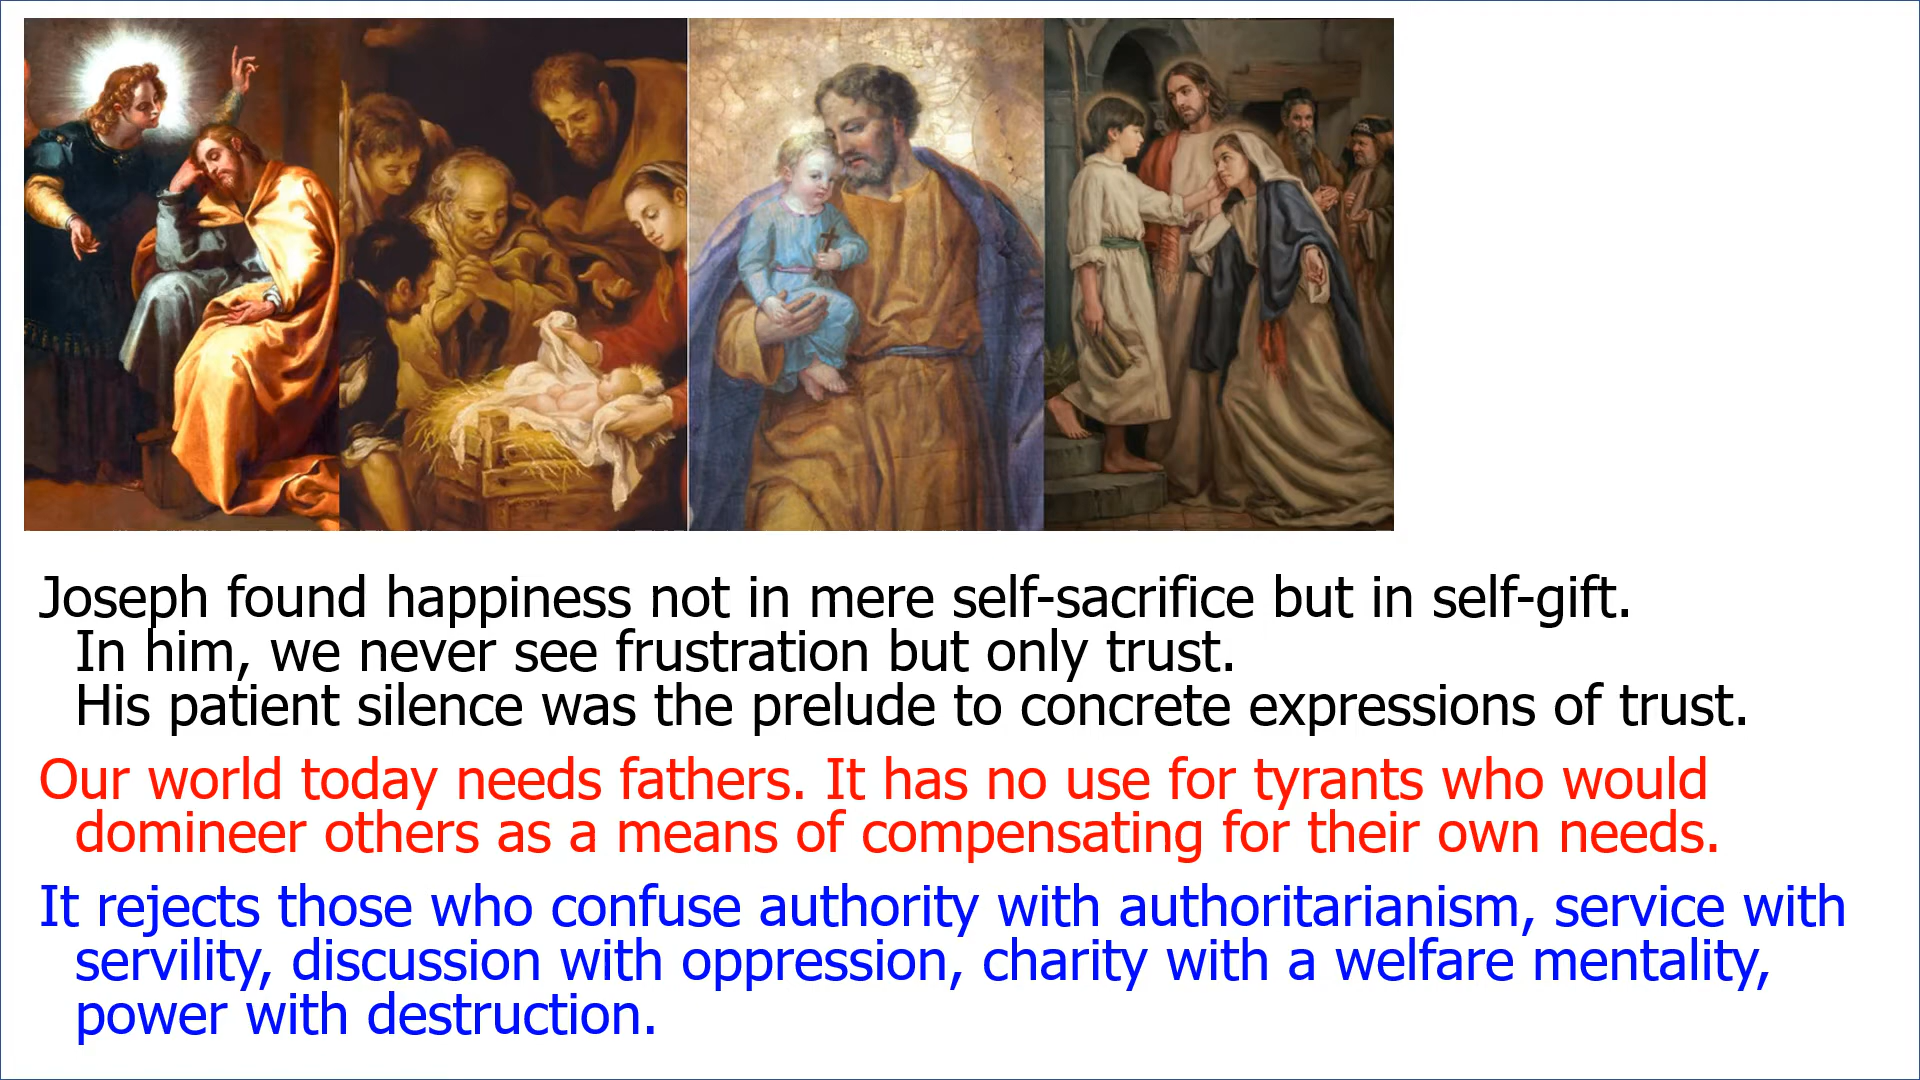 Joseph found happiness not in mere self-sacrifice but in self-gift.
In him, we never see frustration but only trust.
His patient silence was the prelude to concrete expressions of trust.
Our world today needs fathers. It has no use for tyrants who would
domineer others as a means of compensating for their own needs.
It rejects those who confuse authority with authoritarianism, service with
servility, discussion with oppression, charity with a welfare mentality,
power with destruction.